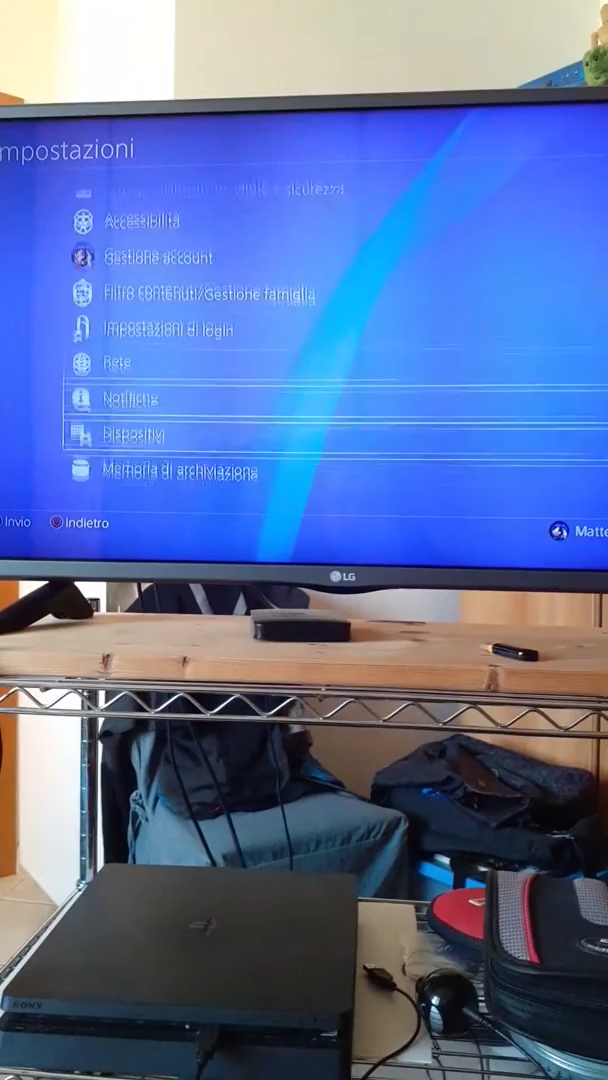 mpostazioni
sicurezza
Accessibilità
Gestione account
Filtro contenuti/Gestione famiglia
Impostazioni di login
Rete
Notifiche
Dispositivi
Memoria di archiviazione
Invio
Indietro
Matte
LG
SONY